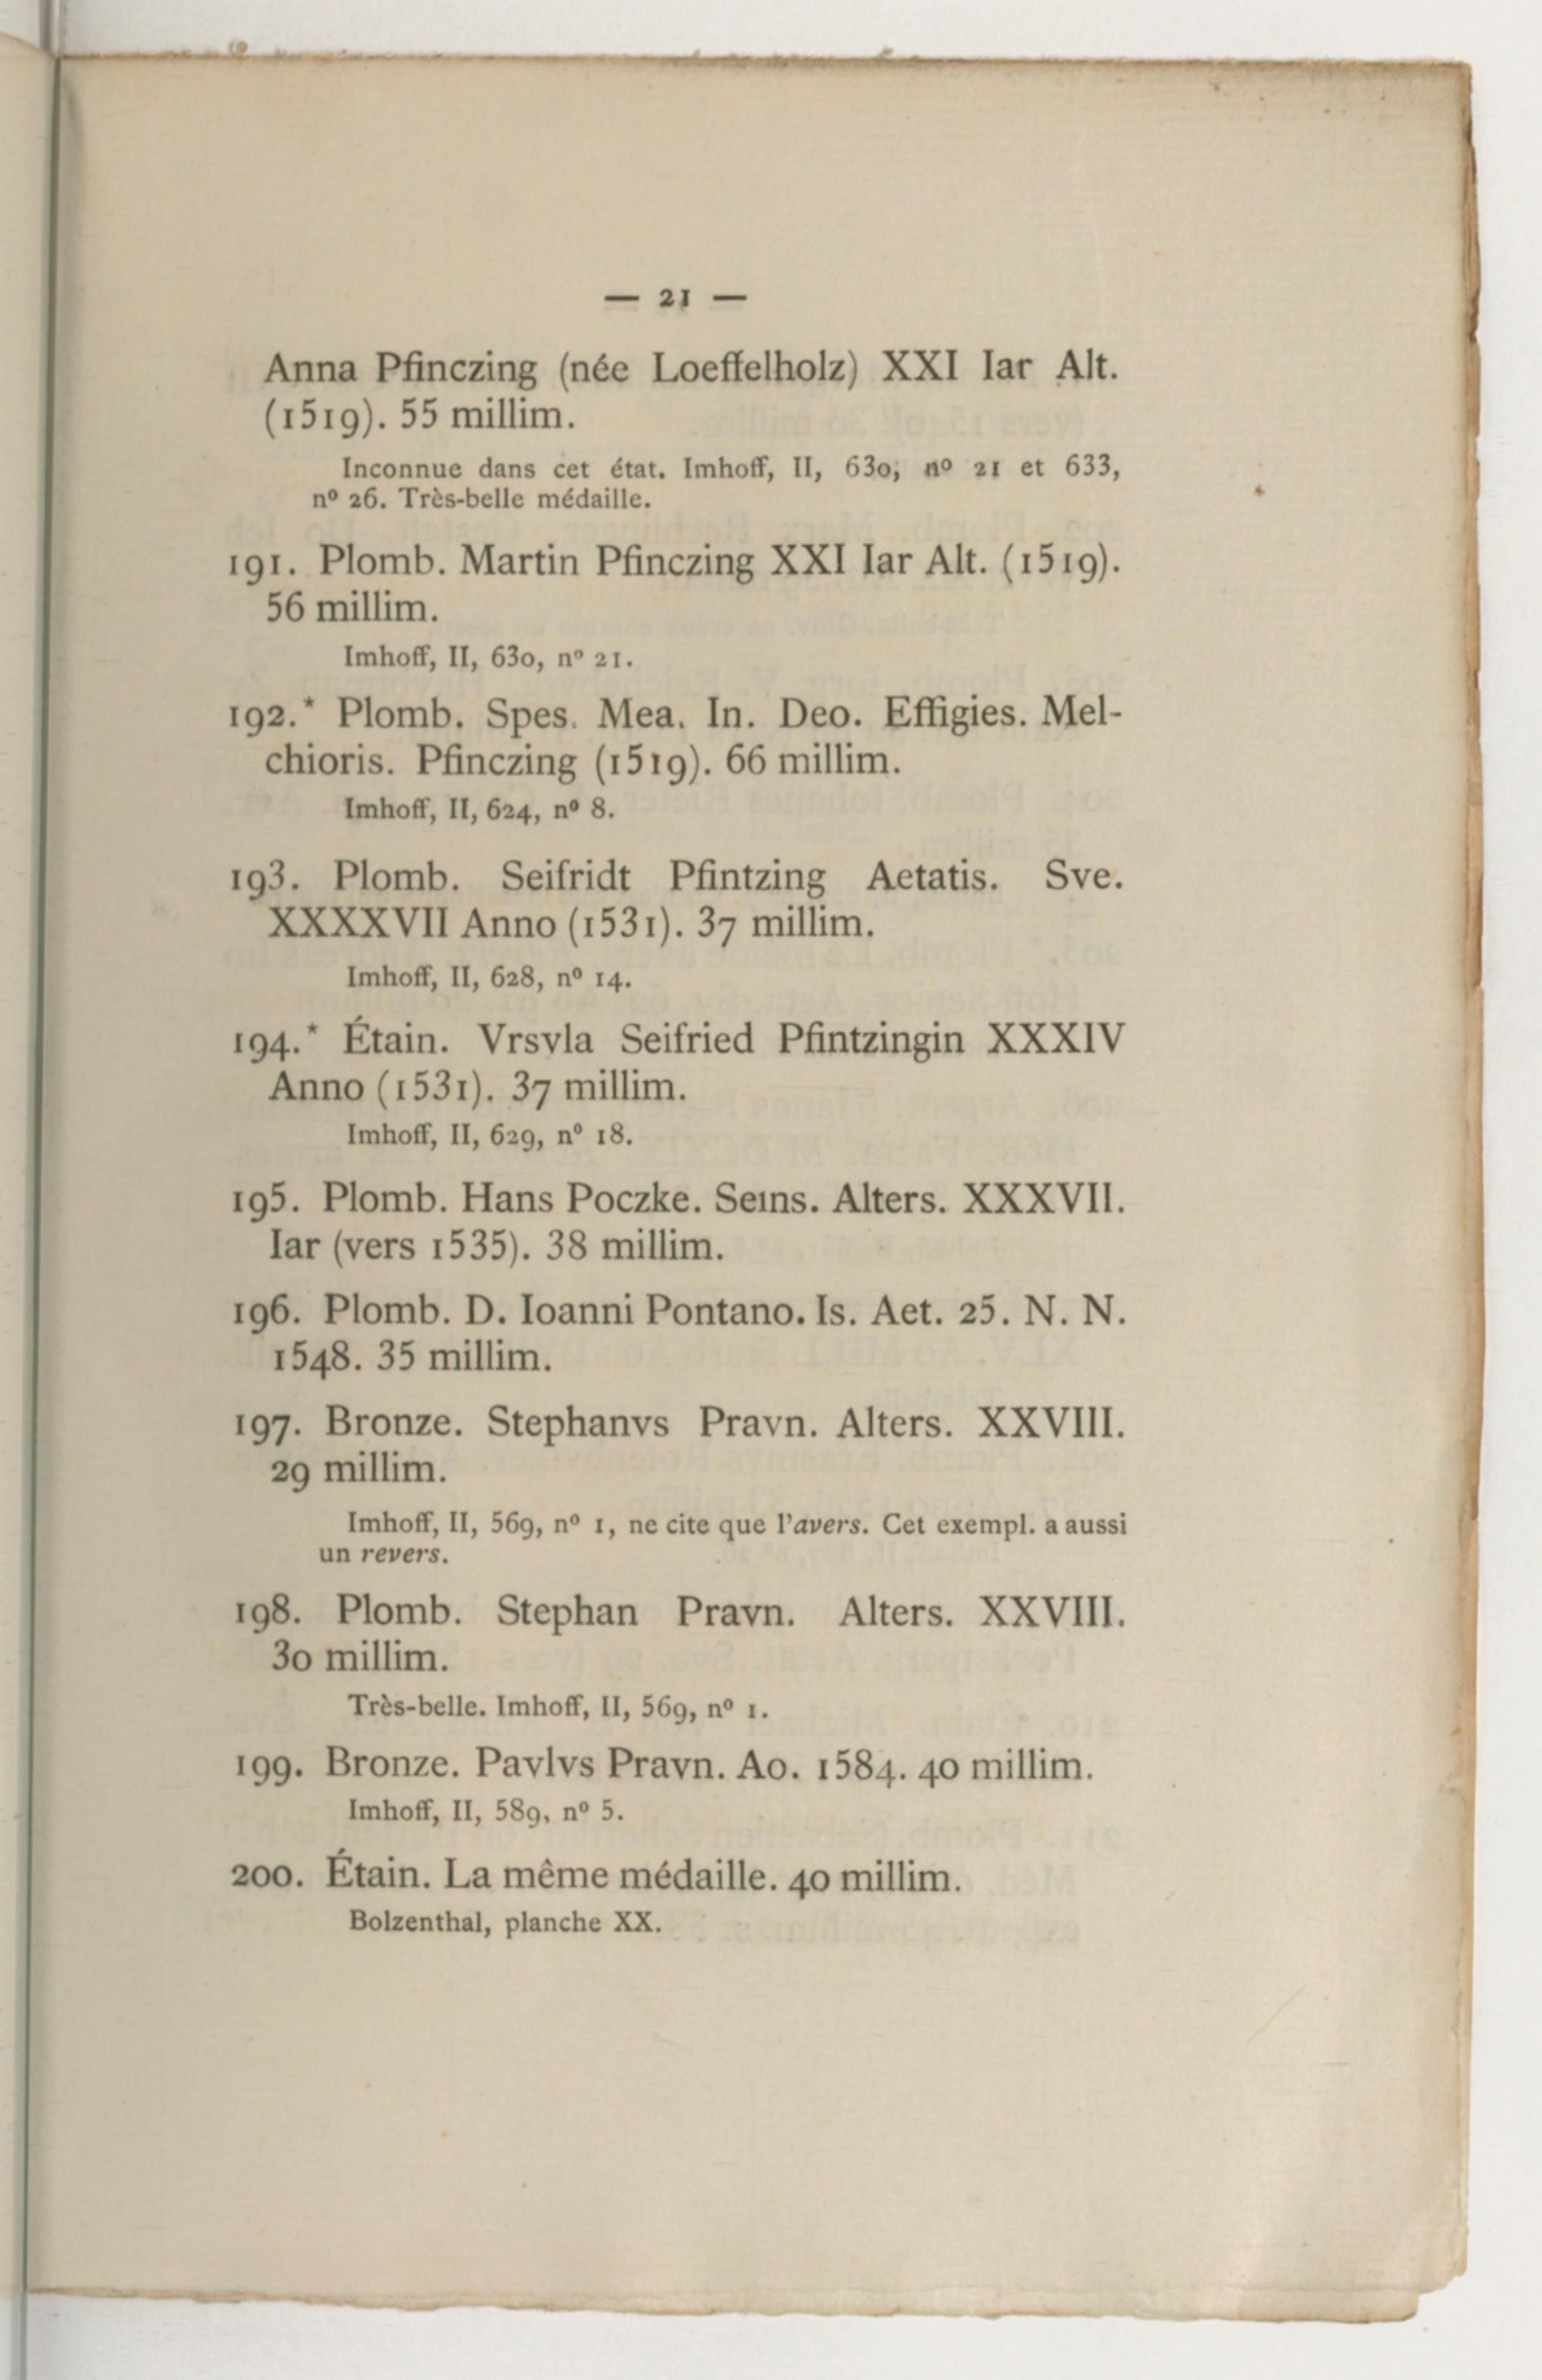 — 21 —
Anna Pfinczing (née Loeffelholz) XXI Iar Alt.
(1519). 55 millim.
Inconnue dans cet état. Imhoff, II, 630, nº 21 et 633,
nº 26. Très-belle médaille.
191. Plomb. Martin Pfinczing XXI Iar Alt. (1519).
56 millim.
Imhoff, II, 630, nº 21.
192.* Plomb. Spes. Mea. In. Deo. Effigies. Mel-
chioris. Pfinczing (1519). 66 millim.
Imhoff, II, 624, nº 8.
193. Plomb. Seifridt Pfintzing Aetatis. Sve.
XXXXVII Anno (1531). 37 millim.
Imhoff, II, 628, nº 14.
194.* Étain. Vrsvla Seifried Pfintzingin XXXIV
Anno (1531). 37 millim.
Imhoff, II, 629, nº 18.
195. Plomb. Hans Poczke. Seins. Alters. XXXVII.
Iar (vers 1535). 38 millim.
196. Plomb. D. Ioanni Pontano. Is. Aet. 25. N. N.
1548. 35 millim.
197. Bronze. Stephanvs Pravn. Alters. XXVIII.
29 millim.
Imhoff, II, 569, nº 1, ne cite que l'avers. Cet exempl. a aussi
un revers.
198. Plomb. Stephan Pravn. Alters. XXVIII.
30 millim.
Très-belle. Imhoff, II, 569, nº 1.
199. Bronze. Pavlvs Pravn. Ao. 1584. 40 millim.
Imhoff, II, 589, nº 5.
200. Étain. La même médaille. 40 millim.
Bolzenthal, planche XX.